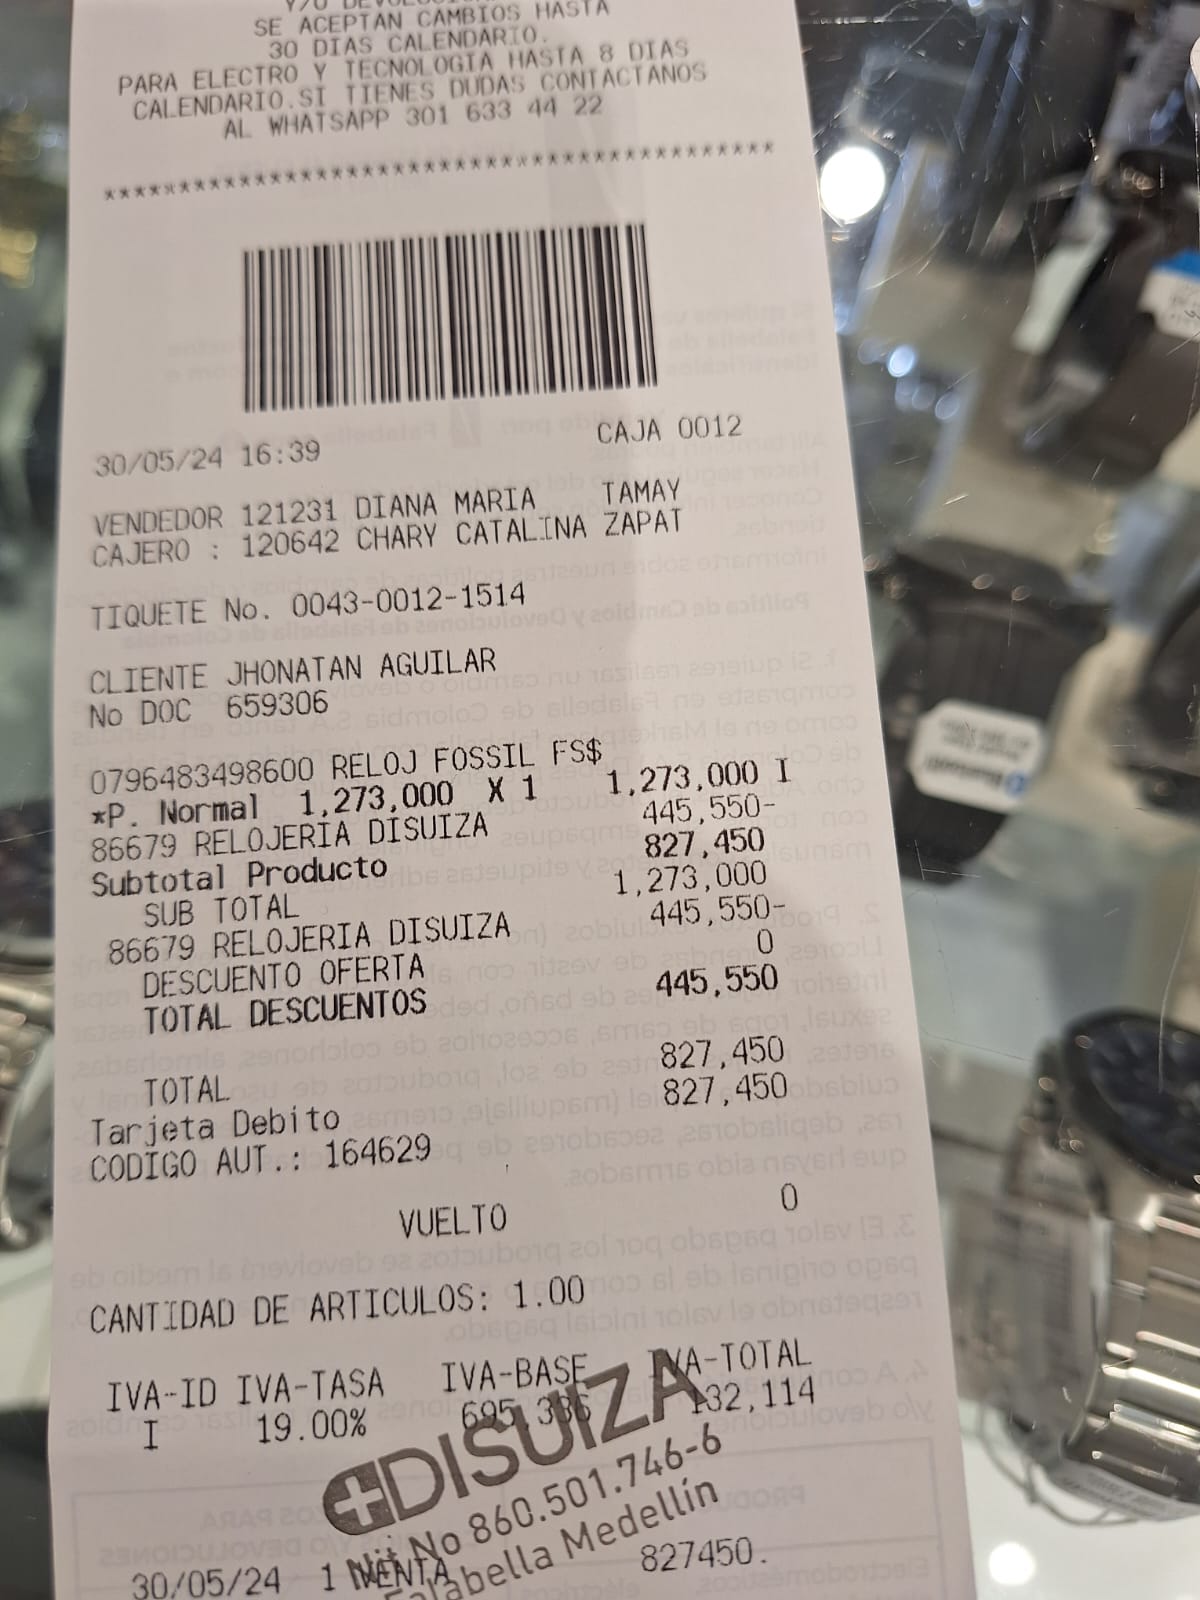 Y/O
SE ACEPTAN CAMBIOS HASTA
30 DIAS CALENDARIO.
PARA ELECTRO Y TECNOLOGIA HASTA 8 DIAS
CALENDARIO.SI TIENES DUDAS CONTACTANOS
AL WHATSAPP 301 633 44 22
30/05/24 16:39 CAJA 0012
VENDEDOR 121231 DIANA MARIA TAMAY
CAJERO : 120642 CHARY CATALINA ZAPAT
TIQUETE No. 0043-0012-1514
CLIENTE JHONATAN AGUILAR
No DOC 659306
0796483498600 RELOJ FOSSIL FS$
*P. Normal 1,273,000 X 1 1,273,000 I
86679 RELOJERIA DISUIZA 445,550-
Subtotal Producto 827,450
SUB TOTAL 1,273,000
86679 RELOJERIA DISUIZA 445,550-
DESCUENTO OFERTA 0
TOTAL DESCUENTOS 445,550
TOTAL 827,450
Tarjeta Debito 827,450
CODIGO AUT.: 164629
VUELTO 0
CANTIDAD DE ARTICULOS: 1.00
IVA-ID IVA-TASA IVA-BASE IVA-TOTAL
I 19.00% 695,336 132,114
DISUIZA
Nit No 860.501.746-6
Falabella Medellín
30/05/24 1 VENTA 827450.